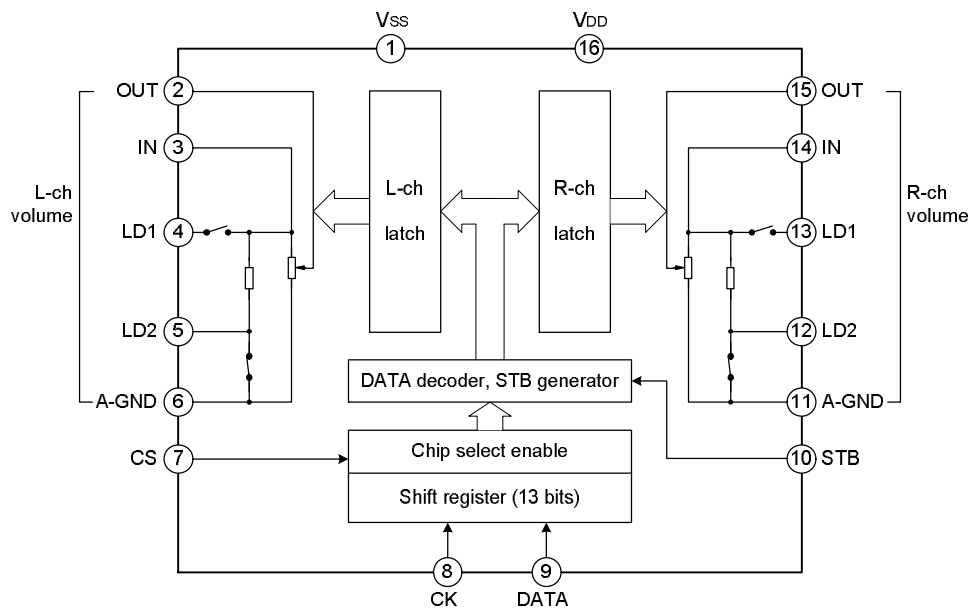 VSS
VDD
1
16
OUT 2
15 OUT
IN 3
14 IN
L-ch
volume
L-ch
latch
R-ch
latch
R-ch
volume
LD1 4
13 LD1
LD2 5
12 LD2
DATA decoder, STB generator
A-GND 6
11 A-GND
CS 7
Chip select enable
10 STB
Shift register (13 bits)
8
9
CK
DATA